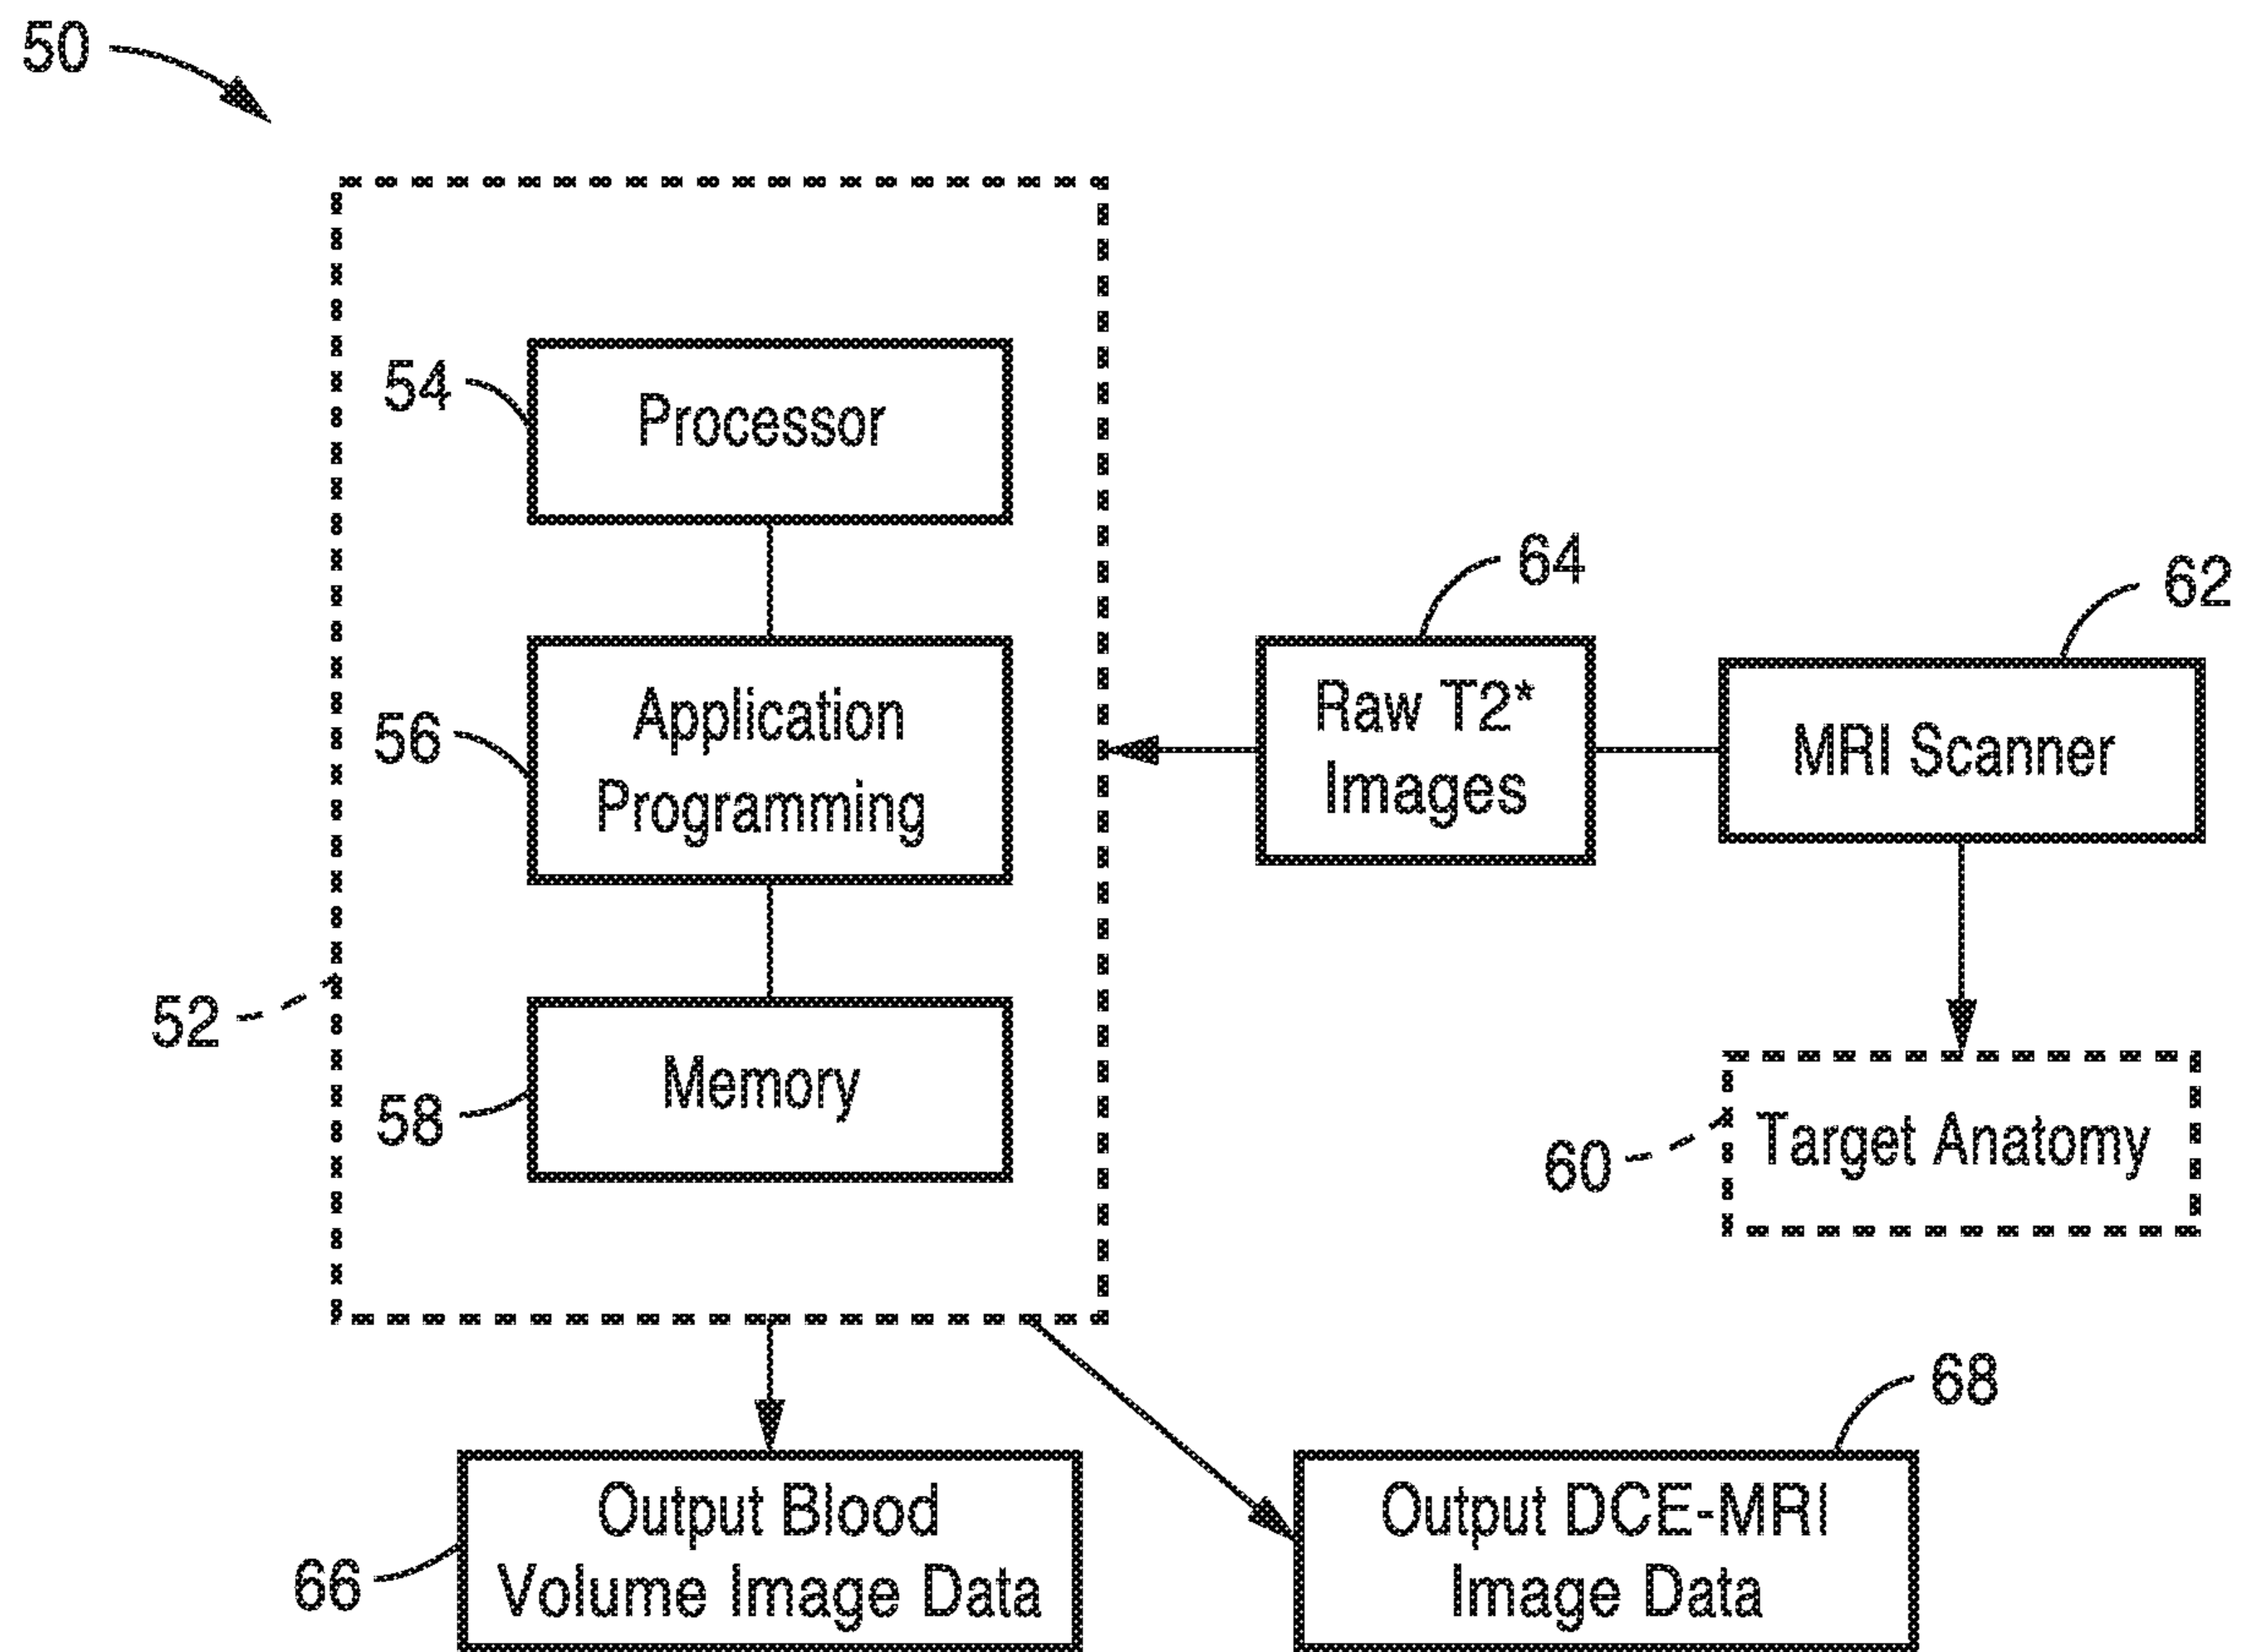 50
54
Processor
56
Application
Programming
52
58
Memory
64
Raw T2*
Images
62
MRI Scanner
60
Target Anatomy
66
Output Blood
Volume Image Data
68
Output DCE-MRI
Image Data